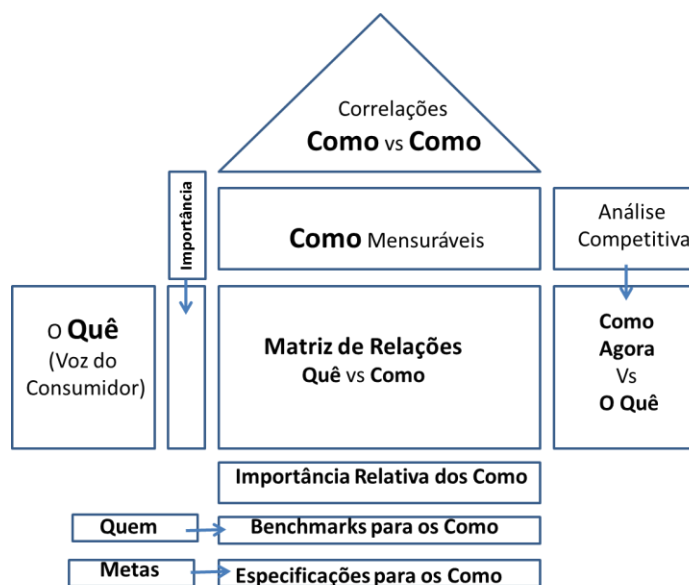 Correlações
Como vs Como
Importância
Como Mensuráveis
Análise
Competitiva
O Quê
(Voz do
Consumidor)
Matriz de Relações
Quê vs Como
Como
Agora
Vs
O Quê
Importância Relativa dos Como
Quem
Benchmarks para os Como
Metas
Especificações para os Como